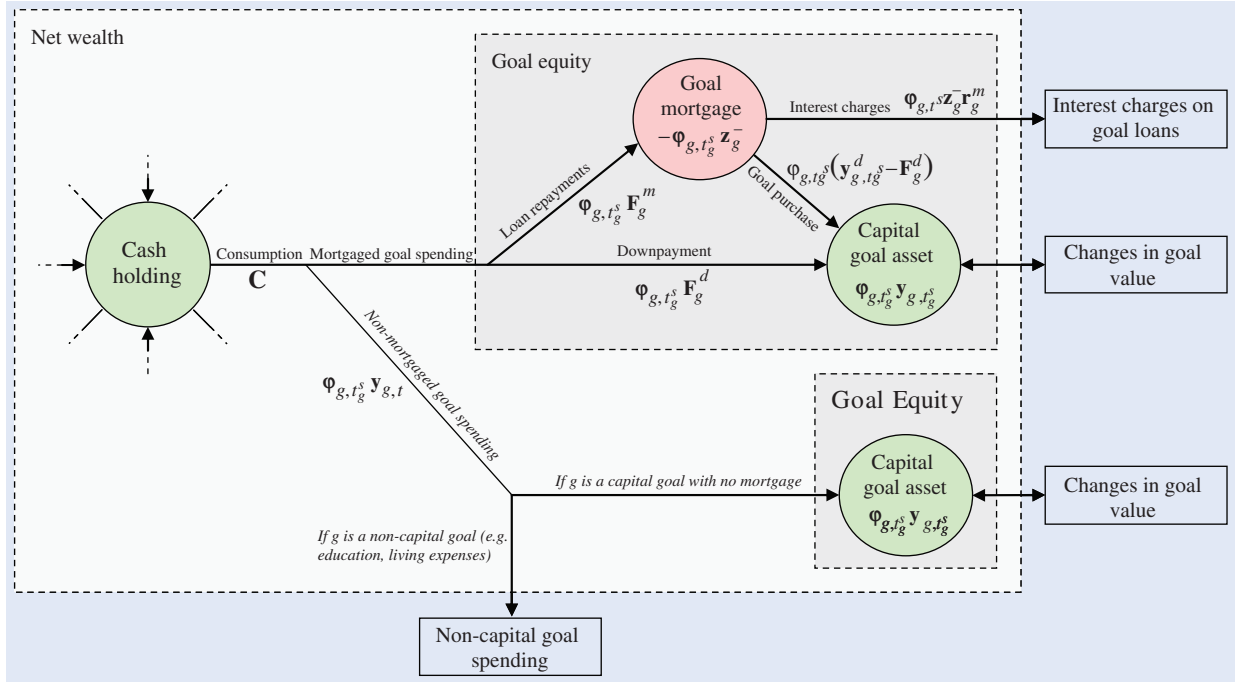 Net wealth
Goal equity
Goal
mortgage
−φ_{g,t_g^s} z_g^−
Interest charges
φ_{g,t^s} z_g^− r_g^m
Interest charges on
goal loans
Loan repayments
φ_{g,t_g^s} F_g^m
Goal purchase
φ_{g,tg^s}(y_{g,tg^s}^d − F_g^d)
Cash
holding
Consumption
C
Mortgaged goal spending
Downpayment
φ_{g,t_g^s} F_g^d
Capital
goal asset
φ_{g,t_g^s} y_{g,t_g^s}
Changes in goal
value
Non-mortgaged goal spending
φ_{g,t_g^s} y_{g,t}
Goal Equity
If g is a capital goal with no mortgage
Capital
goal asset
φ_{g,t_g^s} y_{g,t_g^s}
Changes in goal
value
If g is a non-capital goal (e.g.
education, living expenses)
Non-capital goal
spending